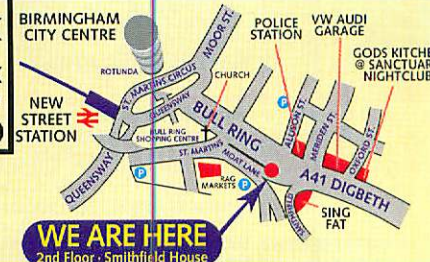 BIRMINGHAM
CITY CENTRE
ROTUNDA
MOOR ST.
POLICE
STATION
VW AUDI
GARAGE
GODS KITCHEN
@ SANCTUARY
NIGHTCLUB
ST. MARTINS CIRCUS
QUEENSWAY
CHURCH
P
NEW
STREET
STATION
BULL RING
SHOPPING CENTRE
BULL RING
ALLISON ST.
MERIDEN ST.
OXFORD ST.
ST. MARTINS
MOAT LANE
QUEENSWAY
P
RAG
MARKETS
P
A41 DIGBETH
SING
FAT
WE ARE HERE
2nd Floor · Smithfield House